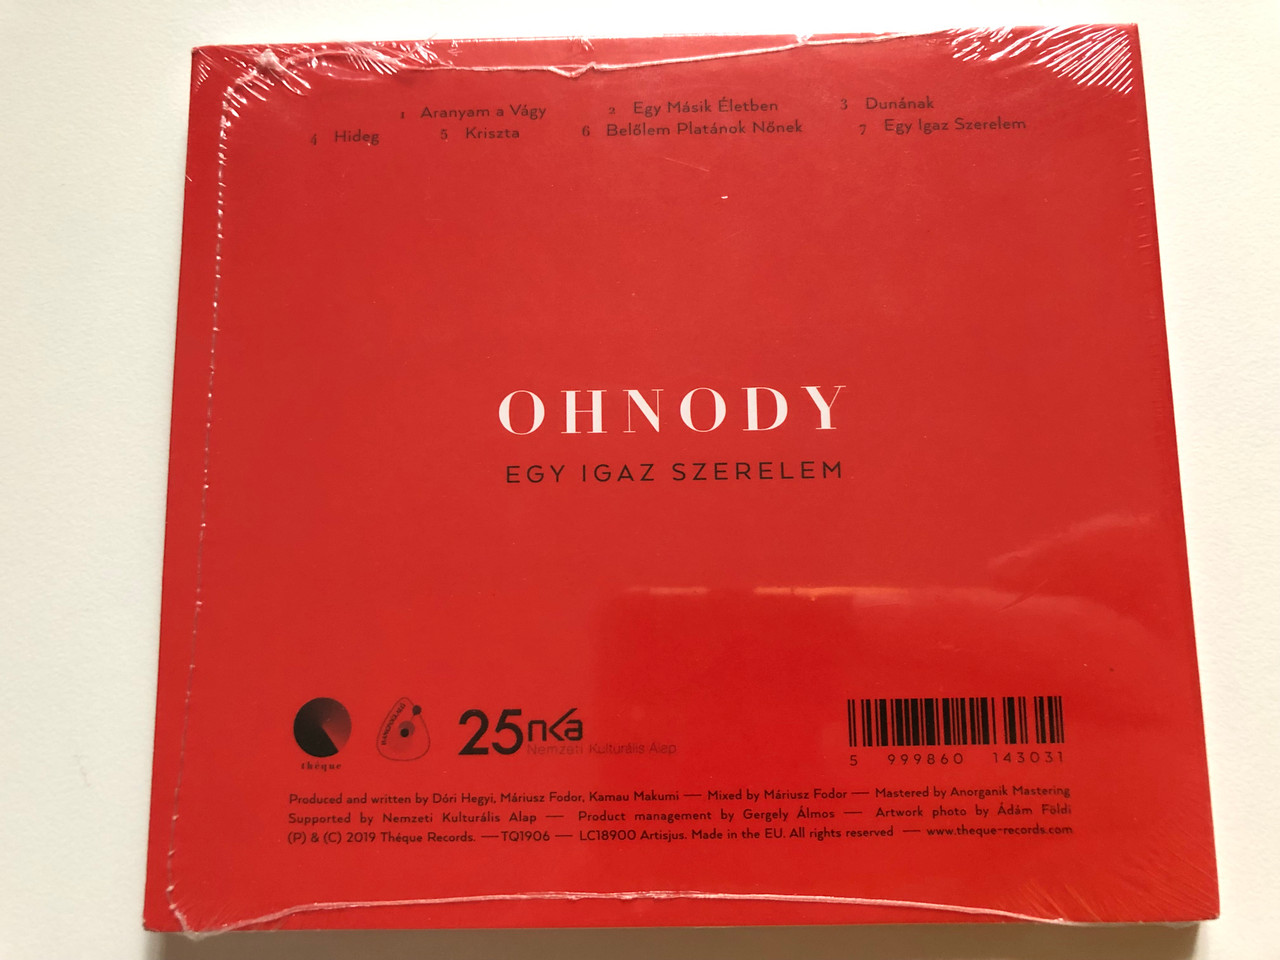 1 Aranyam a Vágy 2 Egy Másik Életben 3 Dunának
4 Hideg 5 Kriszta 6 Belőlem Platánok Nőnek 7 Egy Igaz Szerelem
OHNODY
EGY IGAZ SZERELEM
théque
HANGFOGLALÓ
25 nka
Nemzeti Kulturális Alap
5 999860 143031
Produced and written by Dóri Hegyi, Máriusz Fodor, Kamau Makumi — Mixed by Máriusz Fodor — Mastered by Anorganik Mastering
Supported by Nemzeti Kulturális Alap — Product management by Gergely Álmos — Artwork photo by Ádám Földi
(P) & (C) 2019 Théque Records. — TQ1906 — LC18900 Artisjus. Made in the EU. All rights reserved — www.theque-records.com